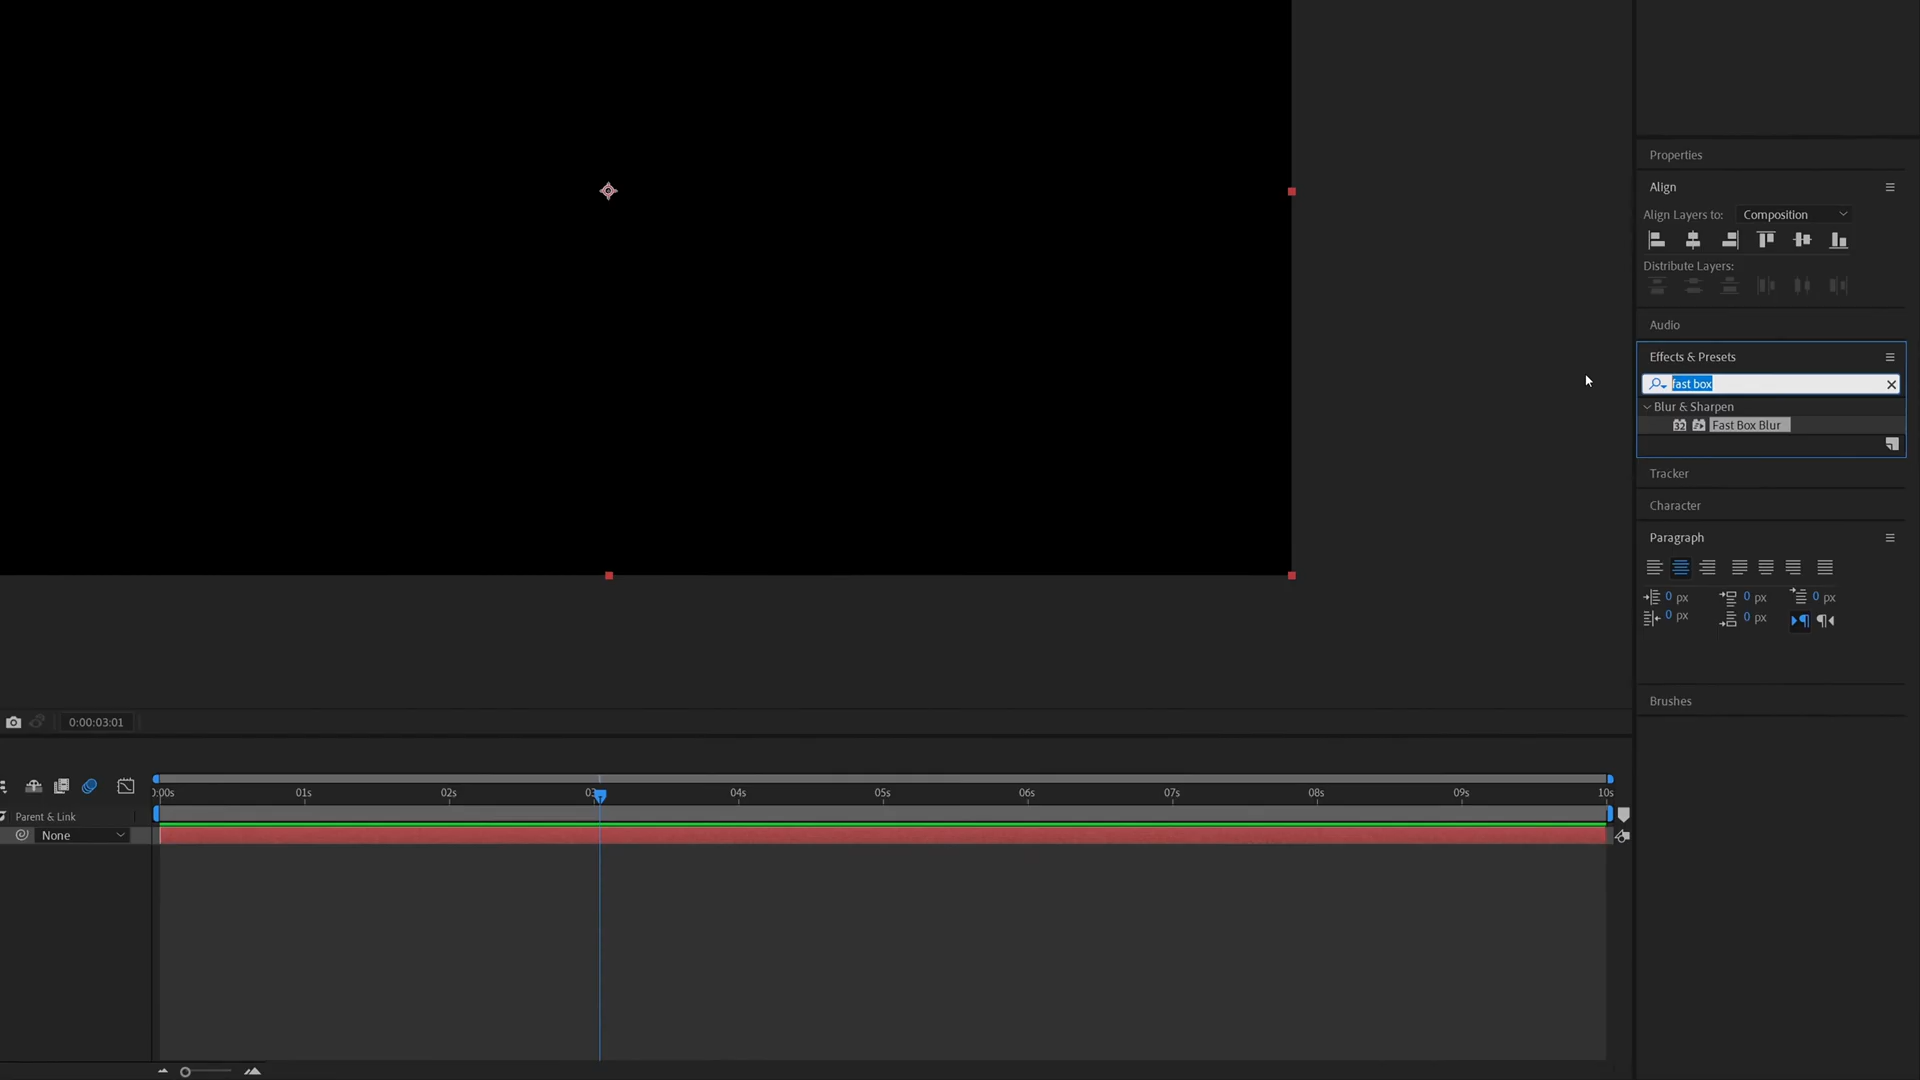 Properties
Align
Align Layers to: Composition
Distribute Layers:
Audio
Effects & Presets
fast box
Blur & Sharpen
32 Fast Box Blur
Tracker
Character
Paragraph
0 px 0 px 0 px
0 px 0 px
Brushes
0:00:03:01
0:00s 01s 02s 03s 04s 05s 06s 07s 08s 09s 10s
Parent & Link
None